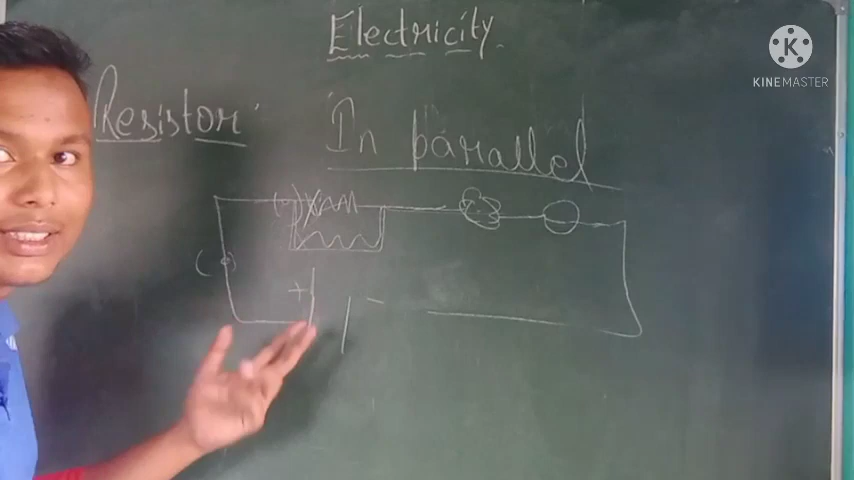 Electricity.
K
KINEMASTER
Resistor
In parallel
+